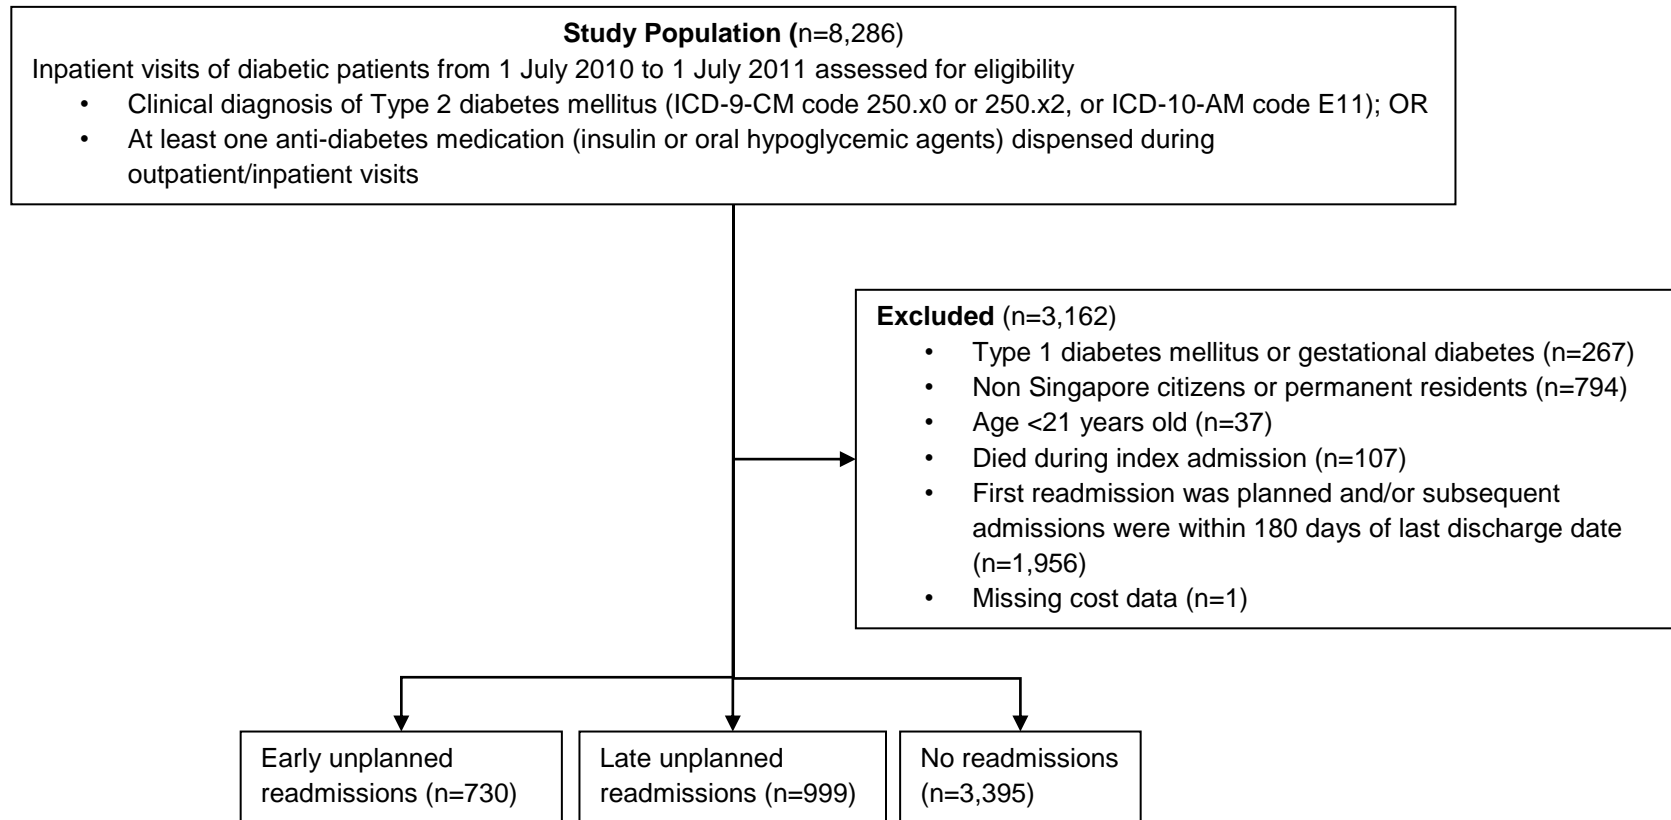 Study Population (n=8,286)
Inpatient visits of diabetic patients from 1 July 2010 to 1 July 2011 assessed for eligibility
• Clinical diagnosis of Type 2 diabetes mellitus (ICD-9-CM code 250.x0 or 250.x2, or ICD-10-AM code E11); OR
• At least one anti-diabetes medication (insulin or oral hypoglycemic agents) dispensed during
outpatient/inpatient visits
Excluded (n=3,162)
• Type 1 diabetes mellitus or gestational diabetes (n=267)
• Non Singapore citizens or permanent residents (n=794)
• Age <21 years old (n=37)
• Died during index admission (n=107)
• First readmission was planned and/or subsequent
admissions were within 180 days of last discharge date
(n=1,956)
• Missing cost data (n=1)
Early unplanned
readmissions (n=730)
Late unplanned
readmissions (n=999)
No readmissions
(n=3,395)